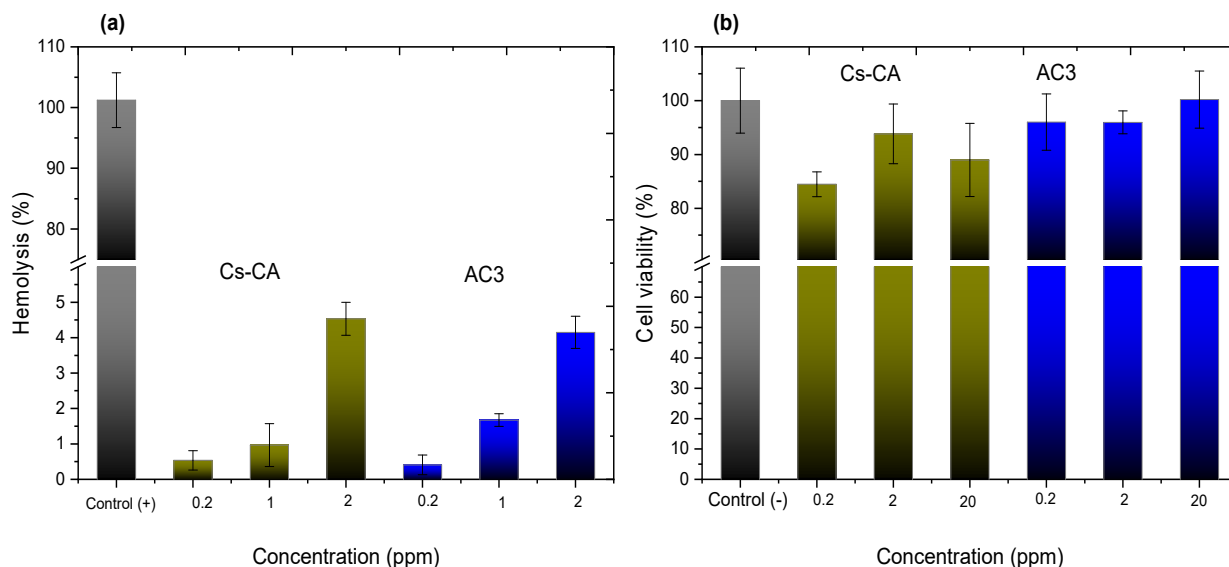 (a)
110
100
90
80
5
4
3
2
1
0
Hemolysis (%)
Cs-CA
AC3
Control (+) 0.2 1 2 0.2 1 2
Concentration (ppm)
(b)
110
100
90
80
60
50
40
30
20
10
0
Cell viability (%)
Cs-CA
AC3
Control (-) 0.2 2 20 0.2 2 20
Concentration (ppm)